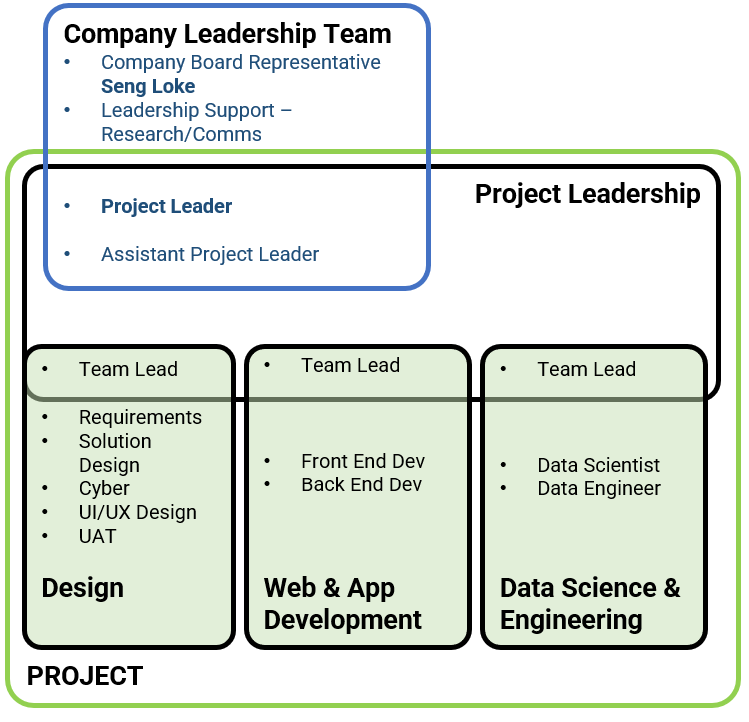 Company Leadership Team
• Company Board Representative
Seng Loke
• Leadership Support –
Research/Comms
• Project Leader
• Assistant Project Leader
Project Leadership
• Team Lead
• Requirements
• Solution
Design
• Cyber
• UI/UX Design
• UAT
Design
• Team Lead
• Front End Dev
• Back End Dev
Web & App
Development
• Team Lead
• Data Scientist
• Data Engineer
Data Science &
Engineering
PROJECT